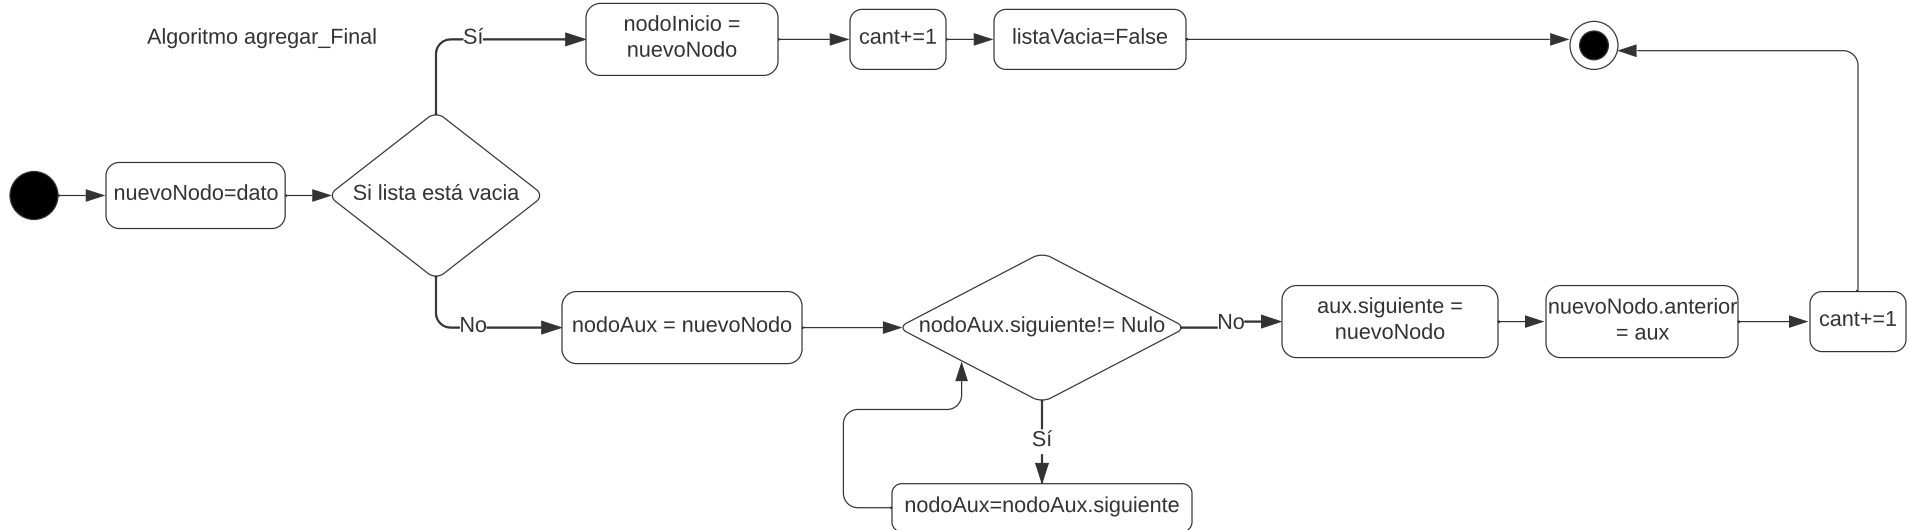 Algoritmo agregar_Final
Sí
nodoInicio =
nuevoNodo
cant+=1
listaVacia=False
nuevoNodo=dato
Si lista está vacia
No
nodoAux = nuevoNodo
nodoAux.siguiente!= Nulo
No
aux.siguiente =
nuevoNodo
nuevoNodo.anterior
= aux
cant+=1
Sí
nodoAux=nodoAux.siguiente